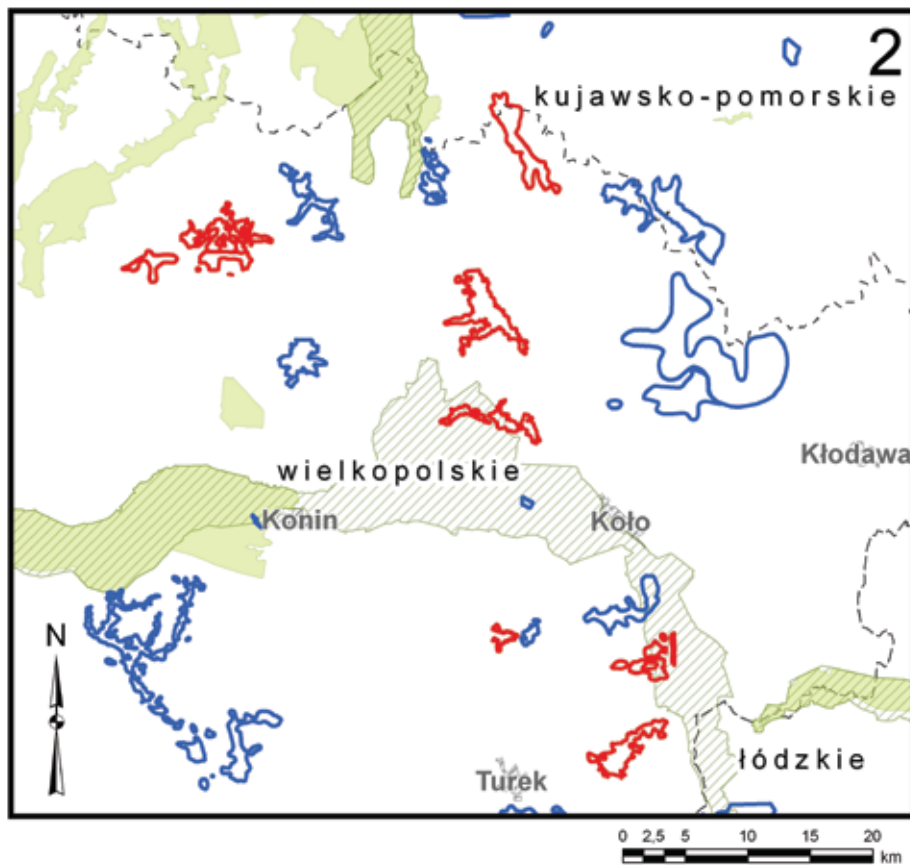 2
kujawsko-pomorskie
Kłodawa
wielkopolskie
Konin
Koło
N
łódzkie
Turek
0 2,5 5 10 15 20
km